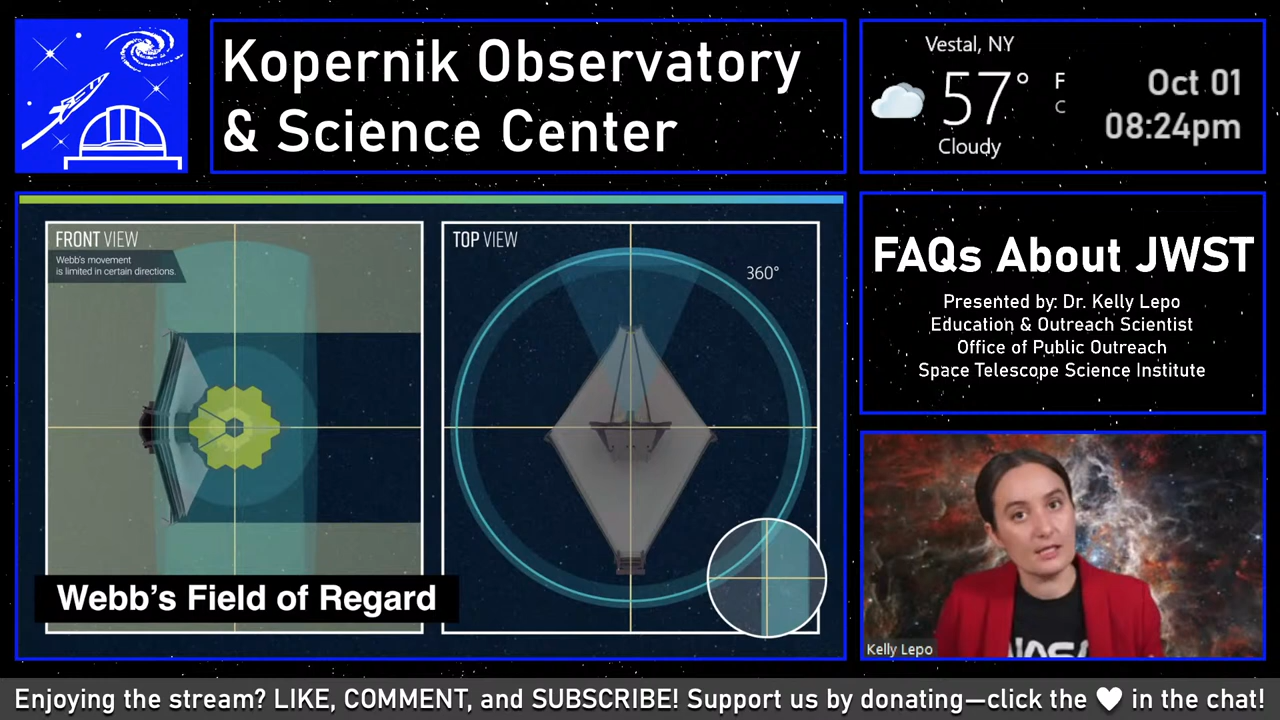 Kopernik Observatory
& Science Center
Vestal, NY
57° F
C
Cloudy
Oct 01
08:24pm
FRONT VIEW
Webb's movement
is limited in certain directions.
TOP VIEW
360°
Webb's Field of Regard
FAQs About JWST
Presented by: Dr. Kelly Lepo
Education & Outreach Scientist
Office of Public Outreach
Space Telescope Science Institute
NASA
Kelly Lepo
Enjoying the stream? LIKE, COMMENT, and SUBSCRIBE! Support us by donating—click the ♥ in the chat!